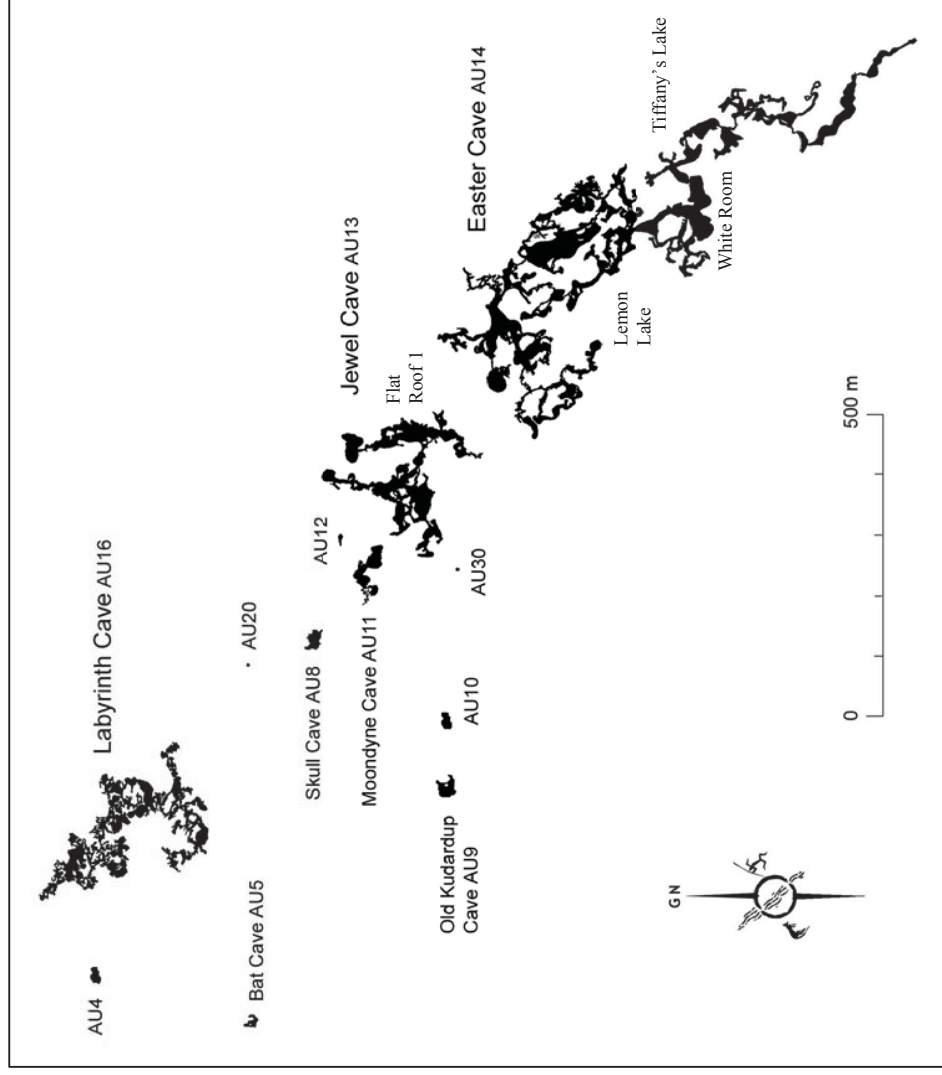 AU4
Labyrinth Cave AU16
Bat Cave AU5
AU20
Skull Cave AU8
AU12
Moondyne Cave AU11
Jewel Cave AU13
Flat
Roof 1
Old Kudardup
Cave AU9
AU10
AU30
Easter Cave AU14
Lemon
Lake
White Room
Tiffany's Lake
GN
0
500 m